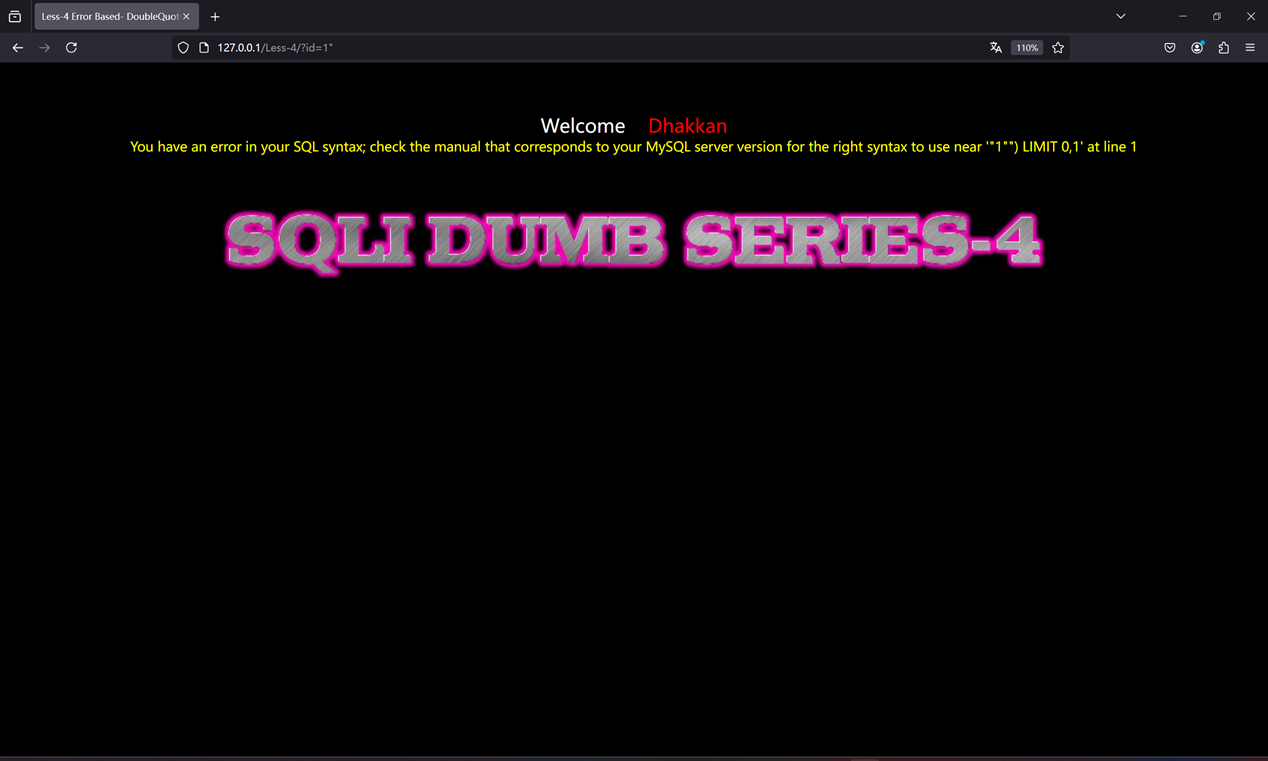 Less-4 Error Based- DoubleQuot
127.0.0.1/Less-4/?id=1"
110%
Welcome Dhakkan
You have an error in your SQL syntax; check the manual that corresponds to your MySQL server version for the right syntax to use near '"1"") LIMIT 0,1' at line 1
SQLI DUMB SERIES-4